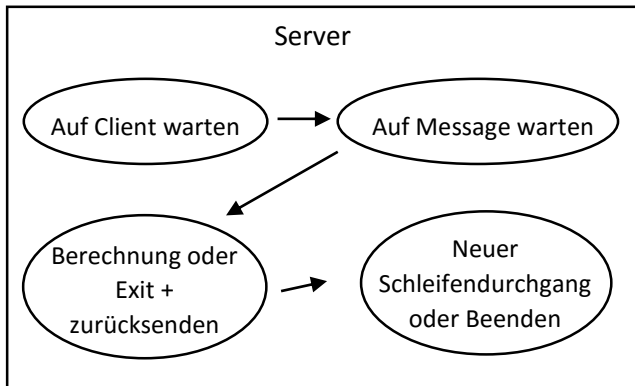 Server
Auf Client warten
Auf Message warten
Berechnung oder
Exit +
zurücksenden
Neuer
Schleifendurchgang
oder Beenden